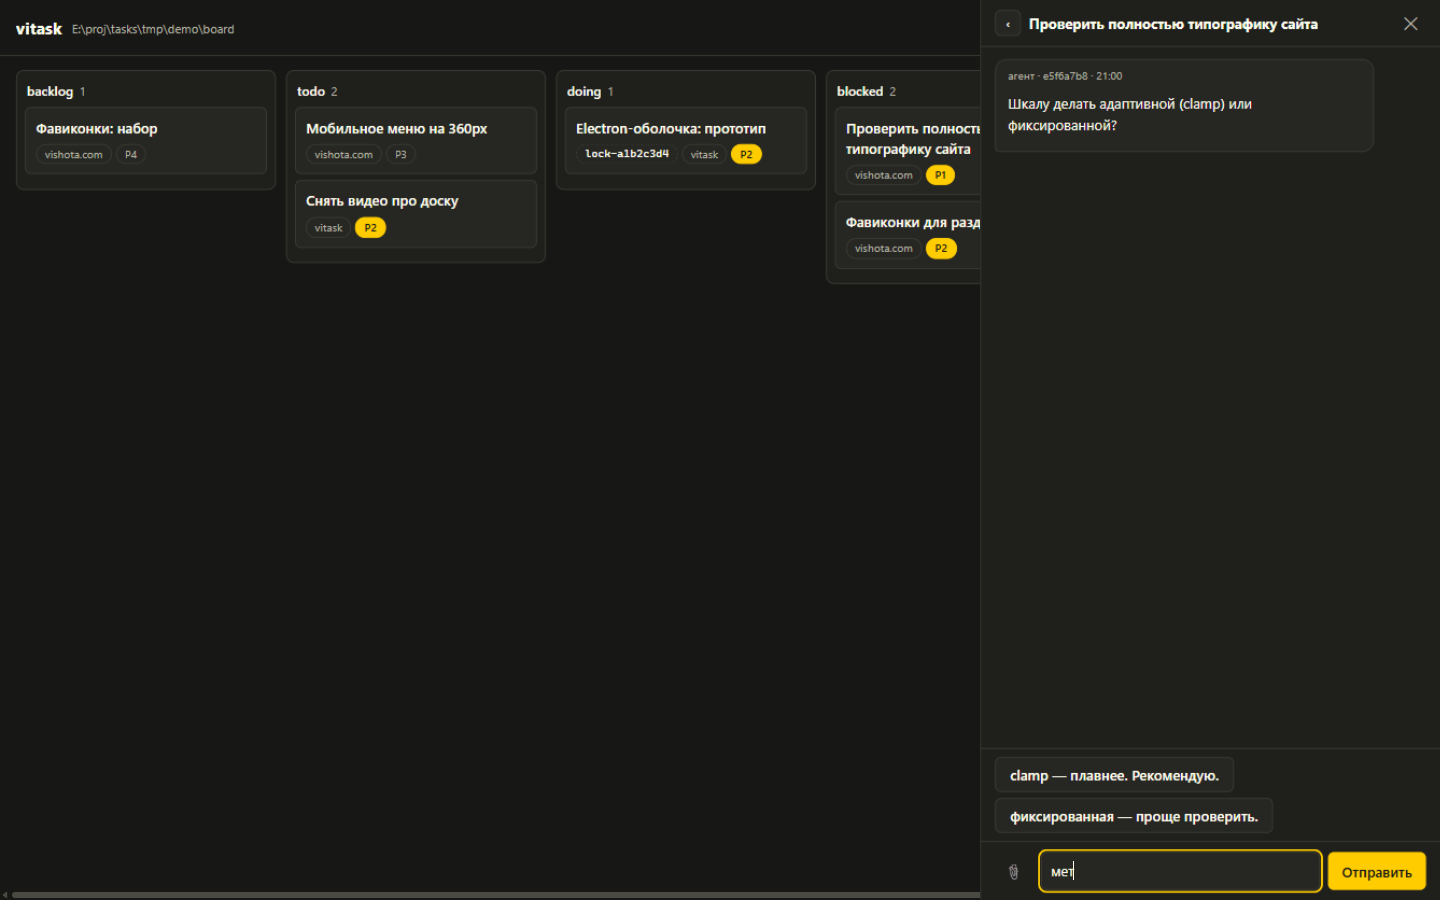 vitask E:\proj\tasks\tmp\demo\board
backlog 1
Фавиконки: набор
vishota.com P4
todo 2
Мобильное меню на 360px
vishota.com P3
Снять видео про доску
vitask P2
doing 1
Electron-оболочка: прототип
lock-a1b2c3d4 vitask P2
blocked 2
Проверить полность
типографику сайта
vishota.com P1
Фавиконки для разд
vishota.com P2
Проверить полностью типографику сайта
агент · e5f6a7b8 · 21:00
Шкалу делать адаптивной (clamp) или
фиксированной?
clamp — плавнее. Рекомендую.
фиксированная — проще проверить.
мет
Отправить